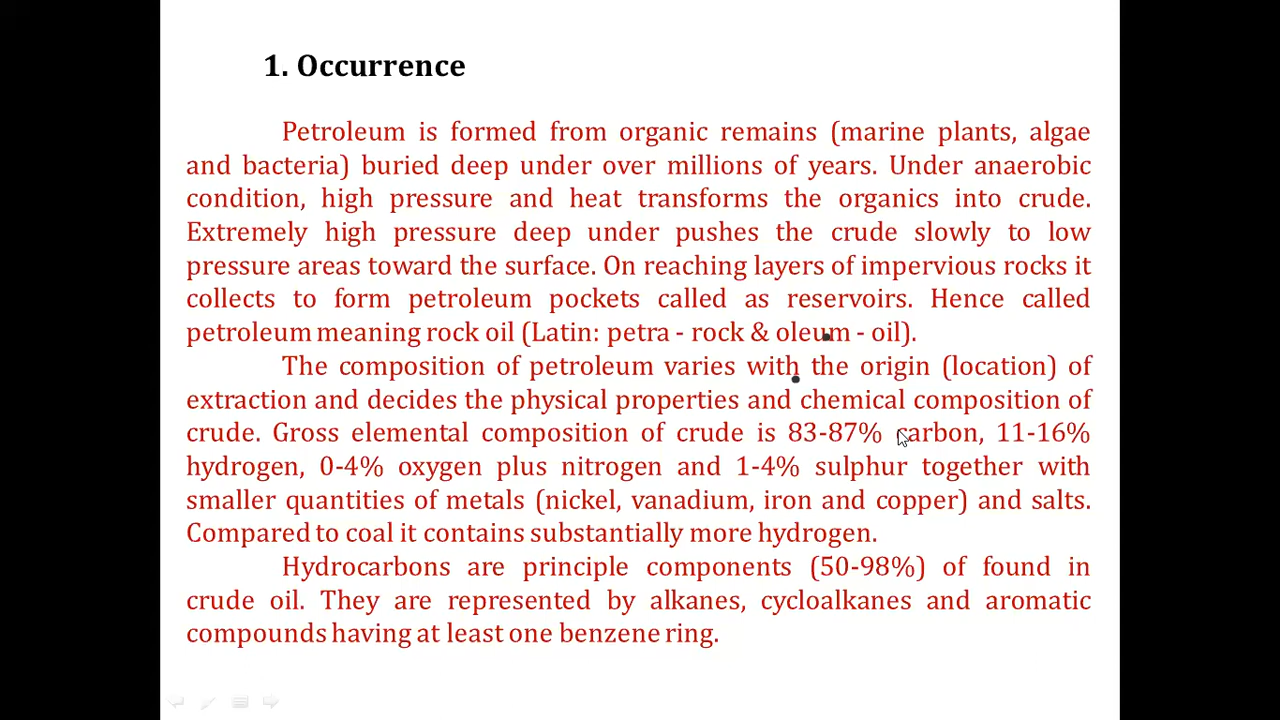 1. Occurrence
Petroleum is formed from organic remains (marine plants, algae
and bacteria) buried deep under over millions of years. Under anaerobic
condition, high pressure and heat transforms the organics into crude.
Extremely high pressure deep under pushes the crude slowly to low
pressure areas toward the surface. On reaching layers of impervious rocks it
collects to form petroleum pockets called as reservoirs. Hence called
petroleum meaning rock oil (Latin: petra - rock & oleum - oil).
The composition of petroleum varies with the origin (location) of
extraction and decides the physical properties and chemical composition of
crude. Gross elemental composition of crude is 83-87% carbon, 11-16%
hydrogen, 0-4% oxygen plus nitrogen and 1-4% sulphur together with
smaller quantities of metals (nickel, vanadium, iron and copper) and salts.
Compared to coal it contains substantially more hydrogen.
Hydrocarbons are principle components (50-98%) of found in
crude oil. They are represented by alkanes, cycloalkanes and aromatic
compounds having at least one benzene ring.